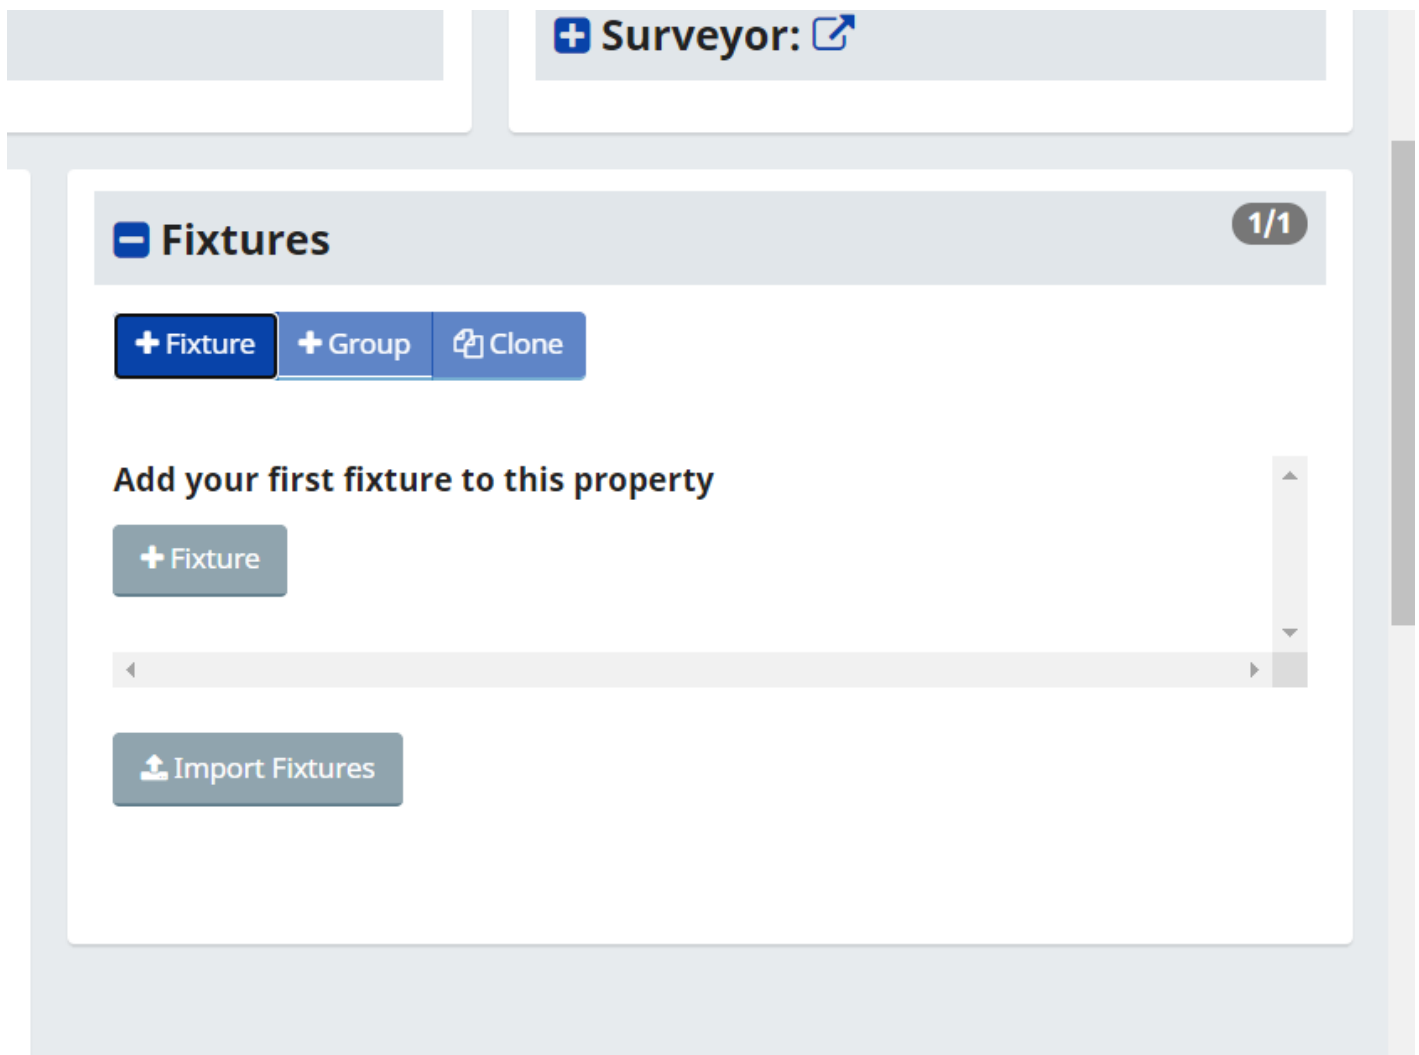 Surveyor:
Fixtures
1/1
Fixture Group Clone
Add your first fixture to this property
Fixture
Import Fixtures